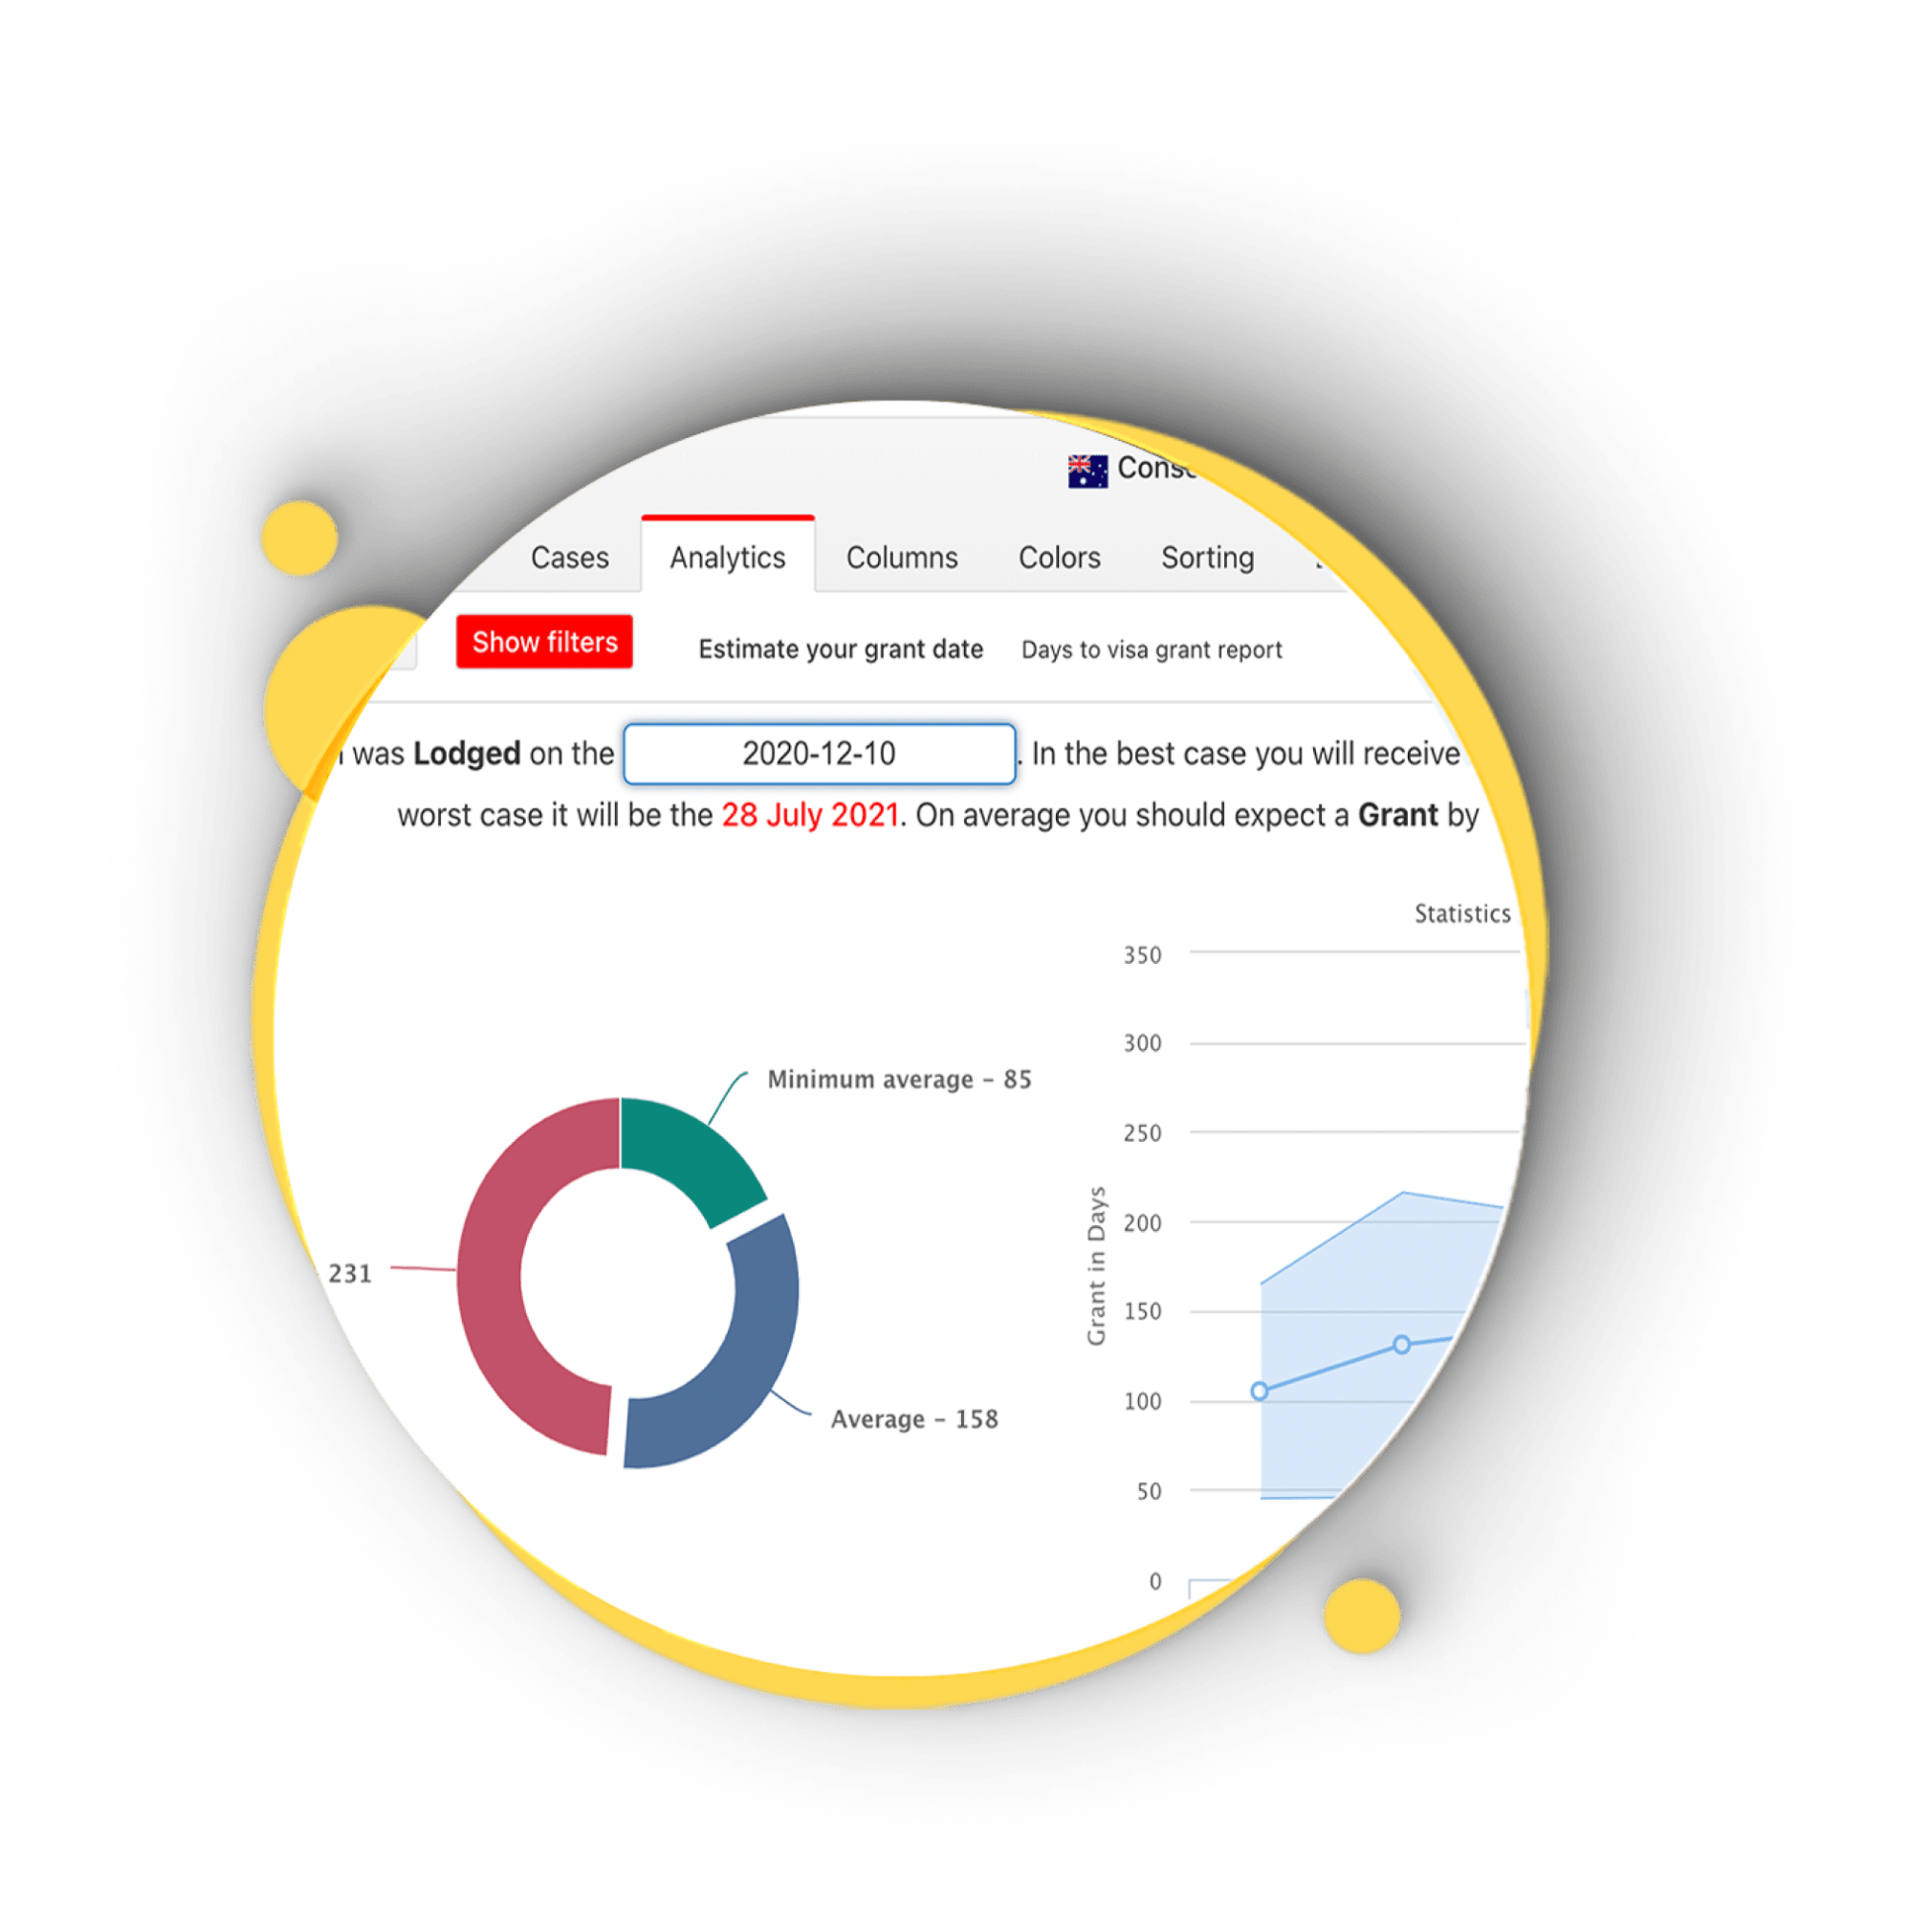 Cases Analytics Columns Colors Sorting
Show filters Estimate your grant date Days to visa grant report
was Lodged on the 2020-12-10 . In the best case you will receive
worst case it will be the 28 July 2021. On average you should expect a Grant by
Statistics
350
300
250
200
150
100
50
0
Grant in Days
Minimum average – 85
231
Average – 158